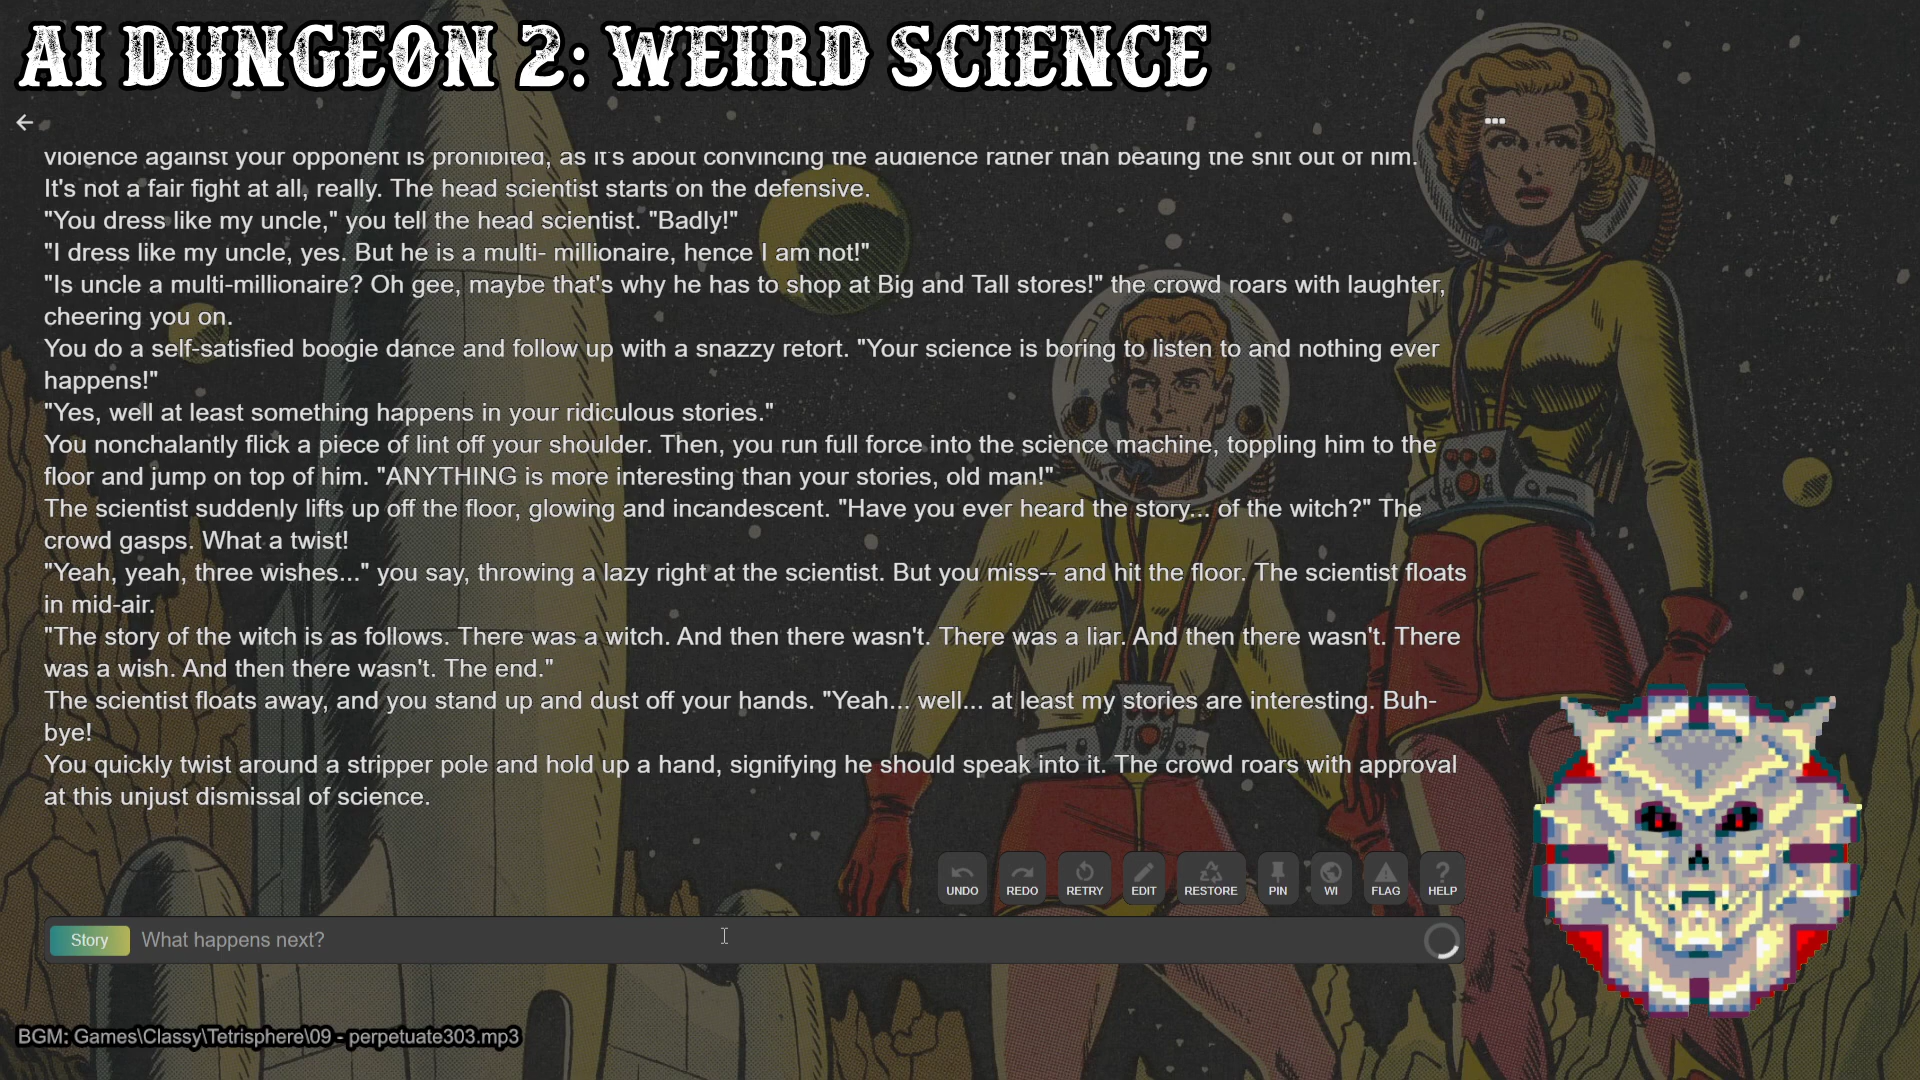 AI DUNGEON 2: WEIRD SCIENCE
violence against your opponent is prohibited, as it's about convincing the audience rather than beating the shit out of him.
It's not a fair fight at all, really. The head scientist starts on the defensive.
"You dress like my uncle," you tell the head scientist. "Badly!"
"I dress like my uncle, yes. But he is a multi- millionaire, hence I am not!"
"Is uncle a multi-millionaire? Oh gee, maybe that's why he has to shop at Big and Tall stores!" the crowd roars with laughter,
cheering you on.
You do a self-satisfied boogie dance and follow up with a snazzy retort. "Your science is boring to listen to and nothing ever
happens!"
"Yes, well at least something happens in your ridiculous stories."
You nonchalantly flick a piece of lint off your shoulder. Then, you run full force into the science machine, toppling him to the
floor and jump on top of him. "ANYTHING is more interesting than your stories, old man!"
The scientist suddenly lifts up off the floor, glowing and incandescent. "Have you ever heard the story... of the witch?" The
crowd gasps. What a twist!
"Yeah, yeah, three wishes..." you say, throwing a lazy right at the scientist. But you miss-- and hit the floor. The scientist floats
in mid-air.
"The story of the witch is as follows. There was a witch. And then there wasn't. There was a liar. And then there wasn't. There
was a wish. And then there wasn't. The end."
The scientist floats away, and you stand up and dust off your hands. "Yeah... well... at least my stories are interesting. Buh-
bye!
You quickly twist around a stripper pole and hold up a hand, signifying he should speak into it. The crowd roars with approval
at this unjust dismissal of science.
UNDO REDO RETRY EDIT RESTORE PIN WI FLAG HELP
Story What happens next?
BGM: Games\Classy\Tetrisphere\09 - perpetuate303.mp3